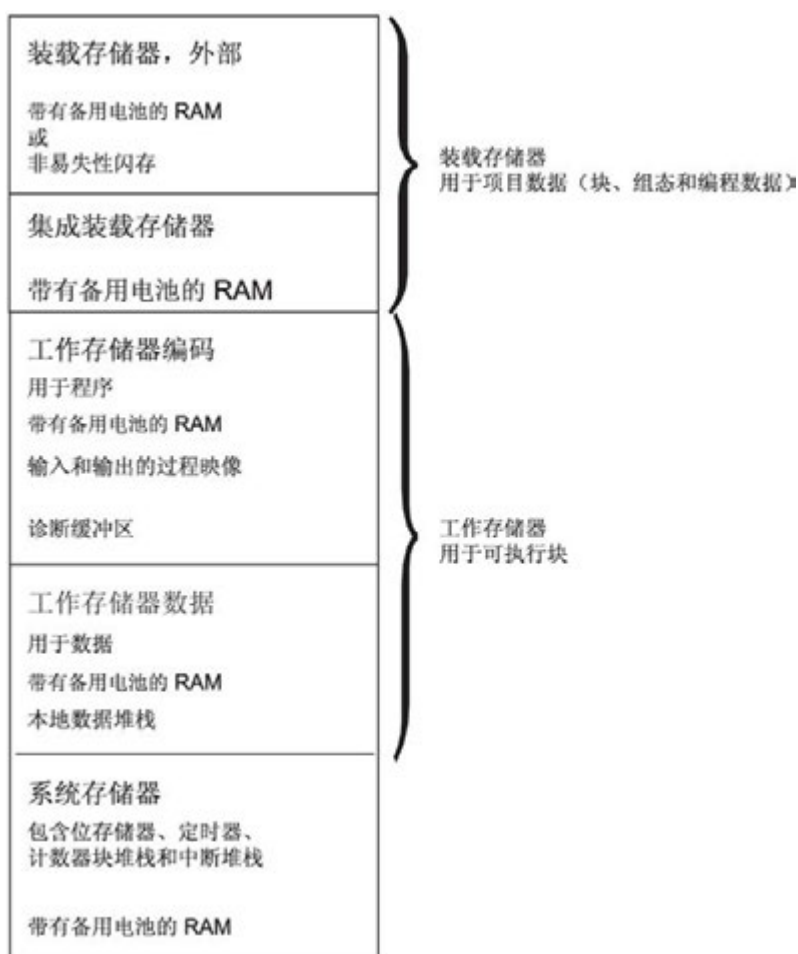 装载存储器，外部
带有备用电池的 RAM
或
非易失性闪存
装载存储器
用于项目数据（块、组态和编程数据）
集成装载存储器
带有备用电池的 RAM
工作存储器编码
用于程序
带有备用电池的 RAM
输入和输出的过程映像
诊断缓冲区
工作存储器
用于可执行块
工作存储器数据
用于数据
带有备用电池的 RAM
本地数据堆栈
系统存储器
包含位存储器、定时器、
计数器块堆栈和中断堆栈
带有备用电池的 RAM